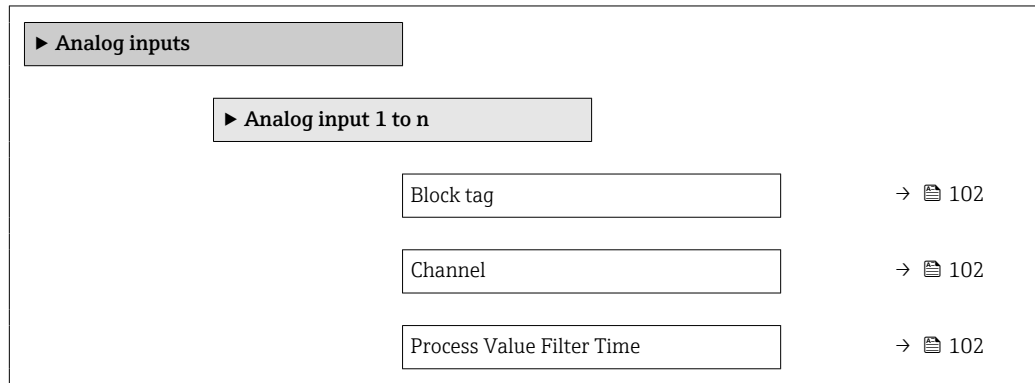 ▶ Analog inputs
▶ Analog input 1 to n
Block tag → 102
Channel → 102
Process Value Filter Time → 102